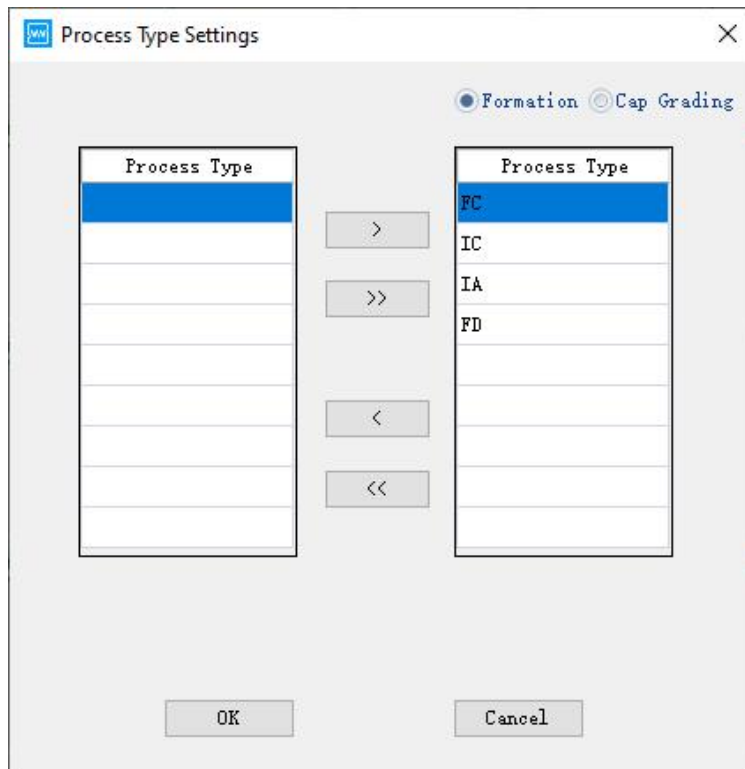 Process Type Settings
Formation Cap Grading
Process Type
Process Type
FC
IC
IA
FD
>
>>
<
<<
OK
Cancel